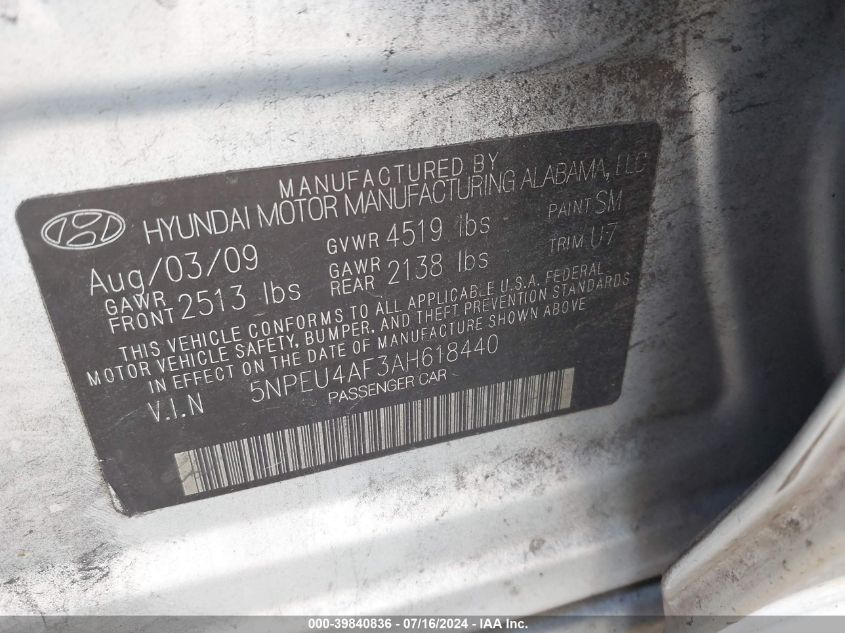 MANUFACTURED BY
HYUNDAI MOTOR MANUFACTURING ALABAMA, LLC
Aug/03/09 GVWR 4519 lbs PAINT SM
GAWR FRONT 2513 lbs GAWR REAR 2138 lbs TRIM U7
THIS VEHICLE CONFORMS TO ALL APPLICABLE U.S.A. FEDERAL
MOTOR VEHICLE SAFETY, BUMPER, AND THEFT PREVENTION STANDARDS
IN EFFECT ON THE DATE OF MANUFACTURE SHOWN ABOVE
V.I.N 5NPEU4AF3AH618440
PASSENGER CAR
000-39840836 - 07/16/2024 - IAA Inc.